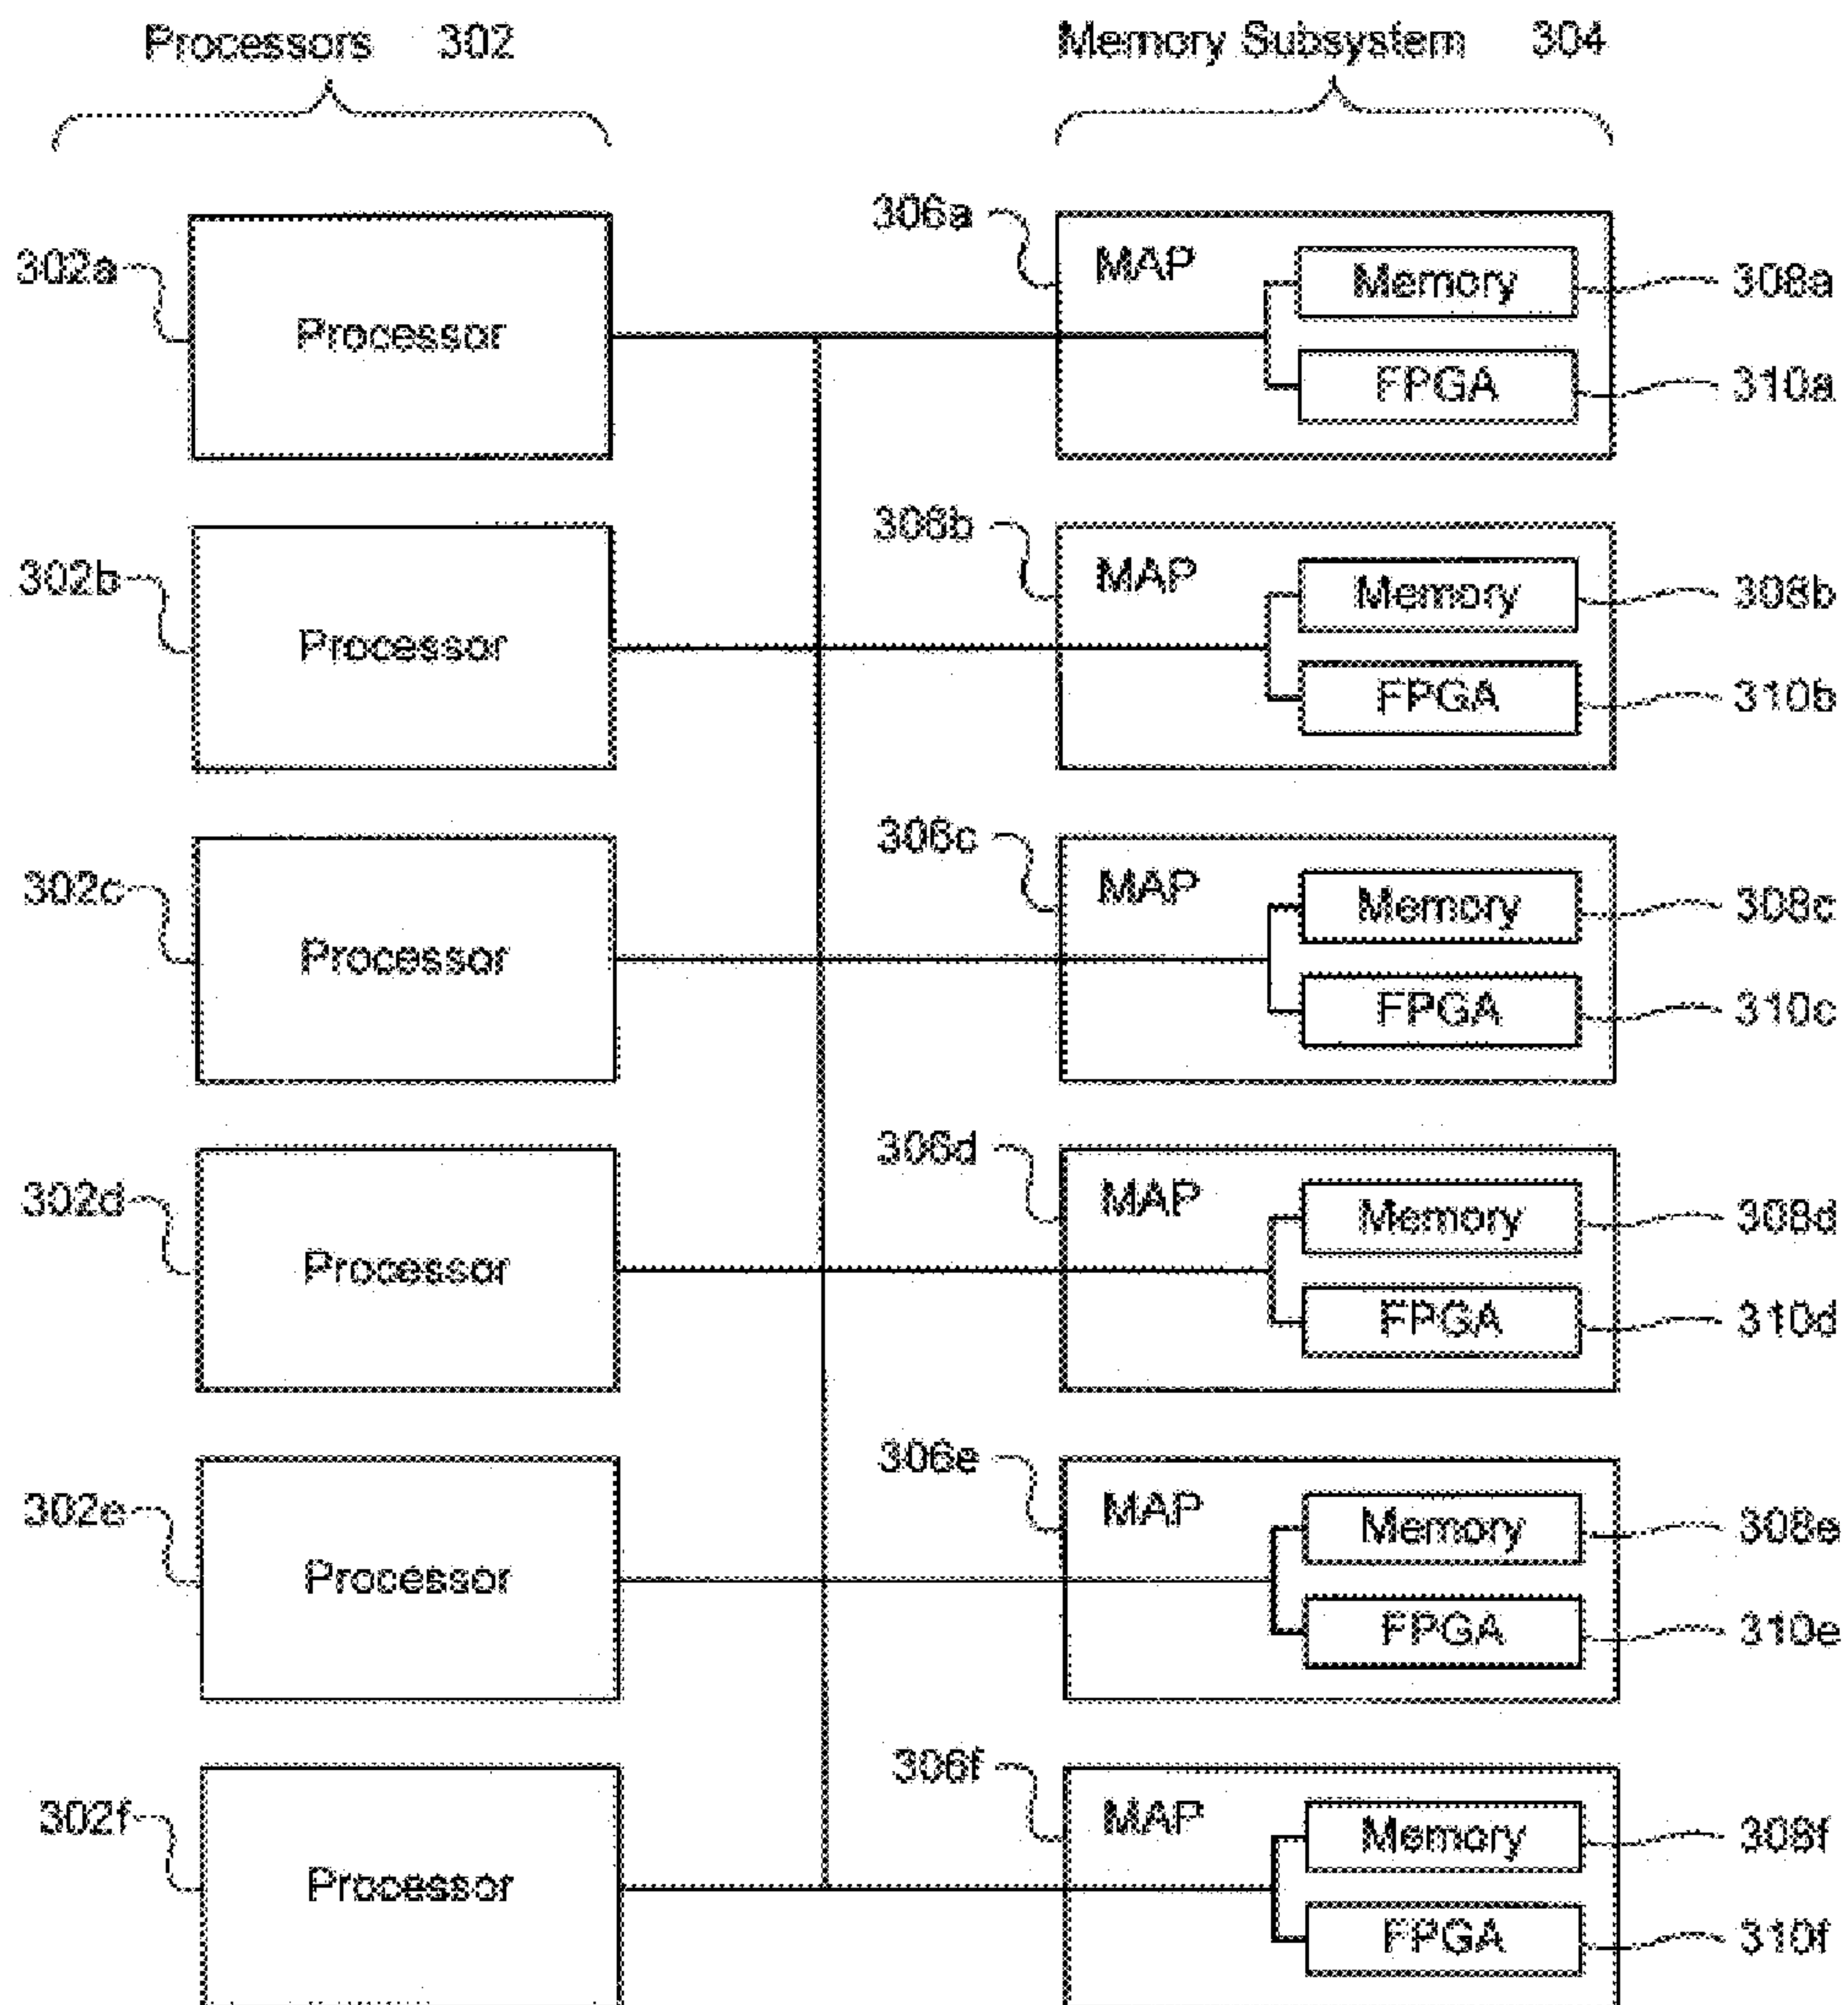 Processors 302
Memory Subsystem 304
306a
302a
MAP
Memory
308a
Processor
FPGA
310a
306b
302b
MAP
Memory
308b
Processor
FPGA
310b
306c
302c
MAP
Memory
308c
Processor
FPGA
310c
306d
302d
MAP
Memory
308d
Processor
FPGA
310d
306e
302e
MAP
Memory
308e
Processor
FPGA
310e
306f
302f
MAP
Memory
308f
Processor
FPGA
310f